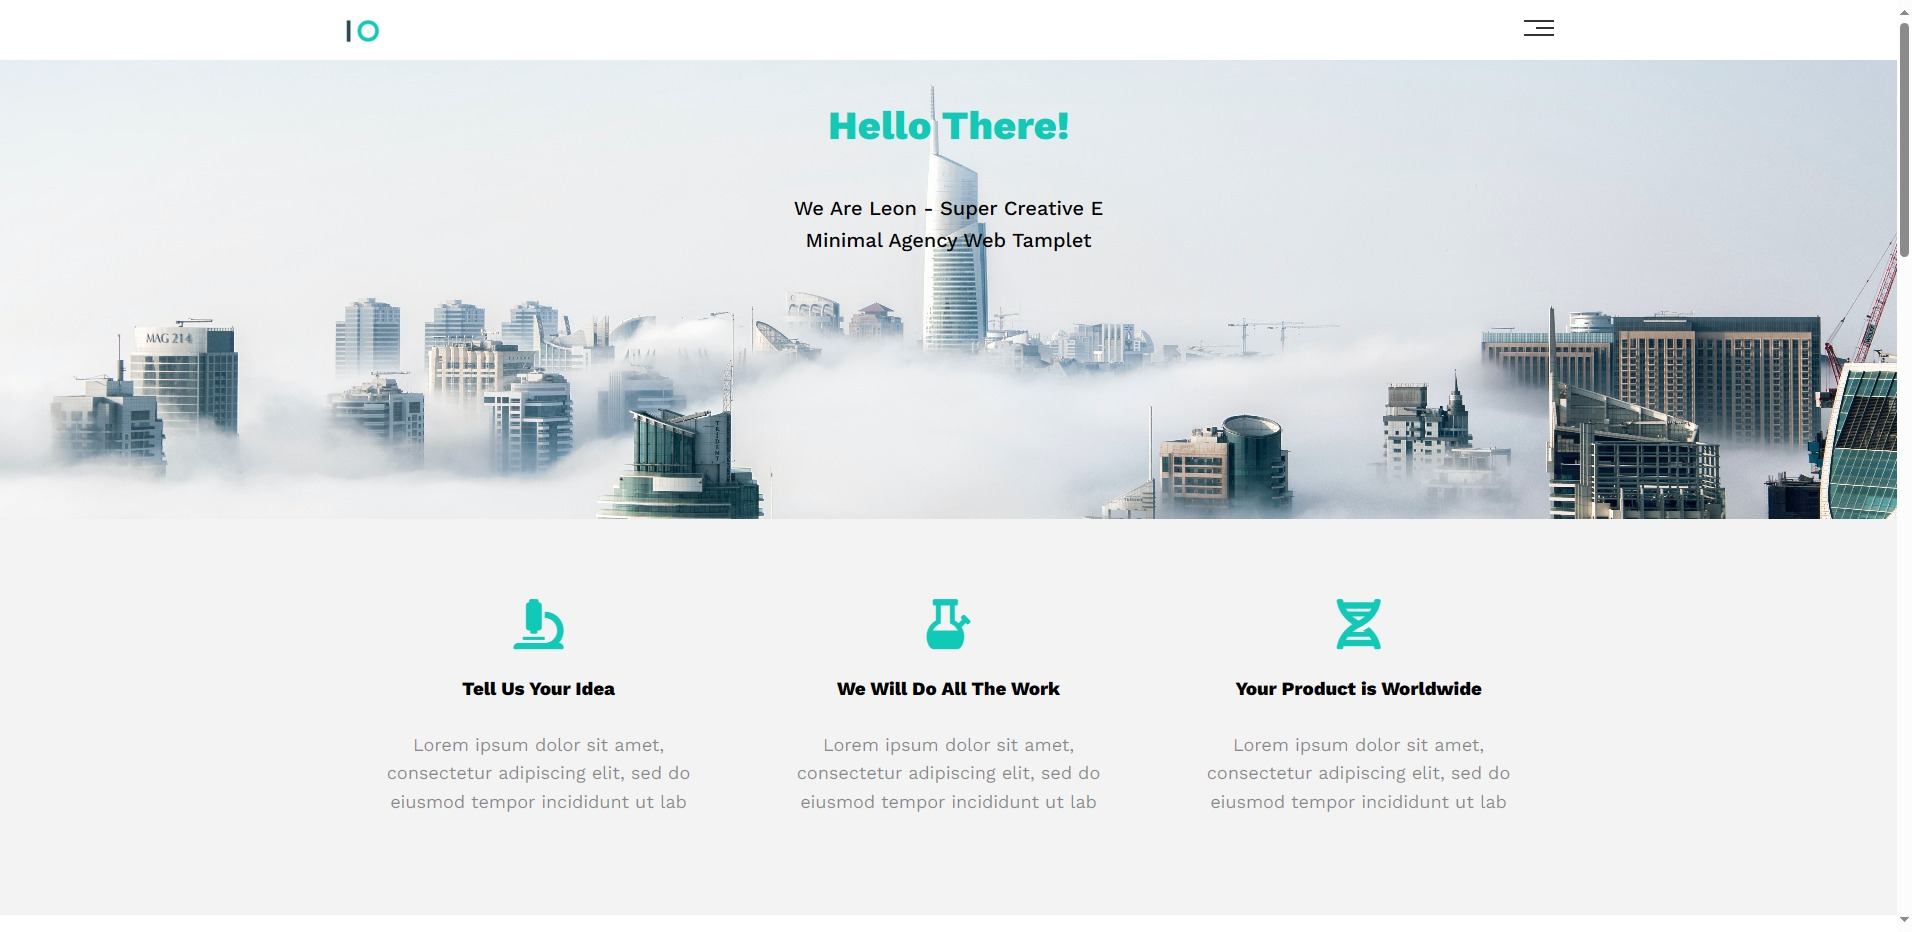 IO
Hello There!
We Are Leon - Super Creative E
Minimal Agency Web Tamplet
MAG 214
TRIDENT
Tell Us Your Idea
We Will Do All The Work
Your Product is Worldwide
Lorem ipsum dolor sit amet,
consectetur adipiscing elit, sed do
eiusmod tempor incididunt ut lab
Lorem ipsum dolor sit amet,
consectetur adipiscing elit, sed do
eiusmod tempor incididunt ut lab
Lorem ipsum dolor sit amet,
consectetur adipiscing elit, sed do
eiusmod tempor incididunt ut lab